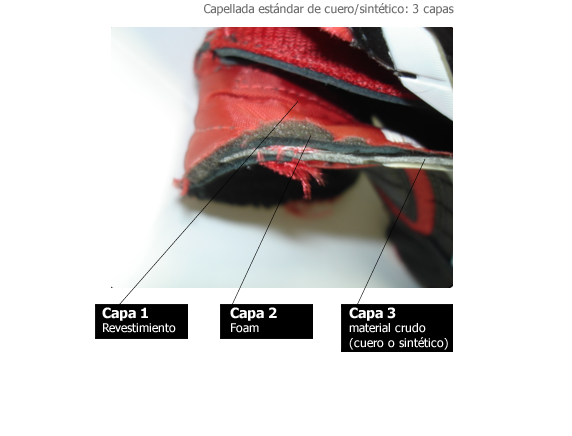 Capellada estándar de cuero/sintético: 3 capas
Capa 1
Revestimiento
Capa 2
Foam
Capa 3
material crudo
(cuero o sintético)